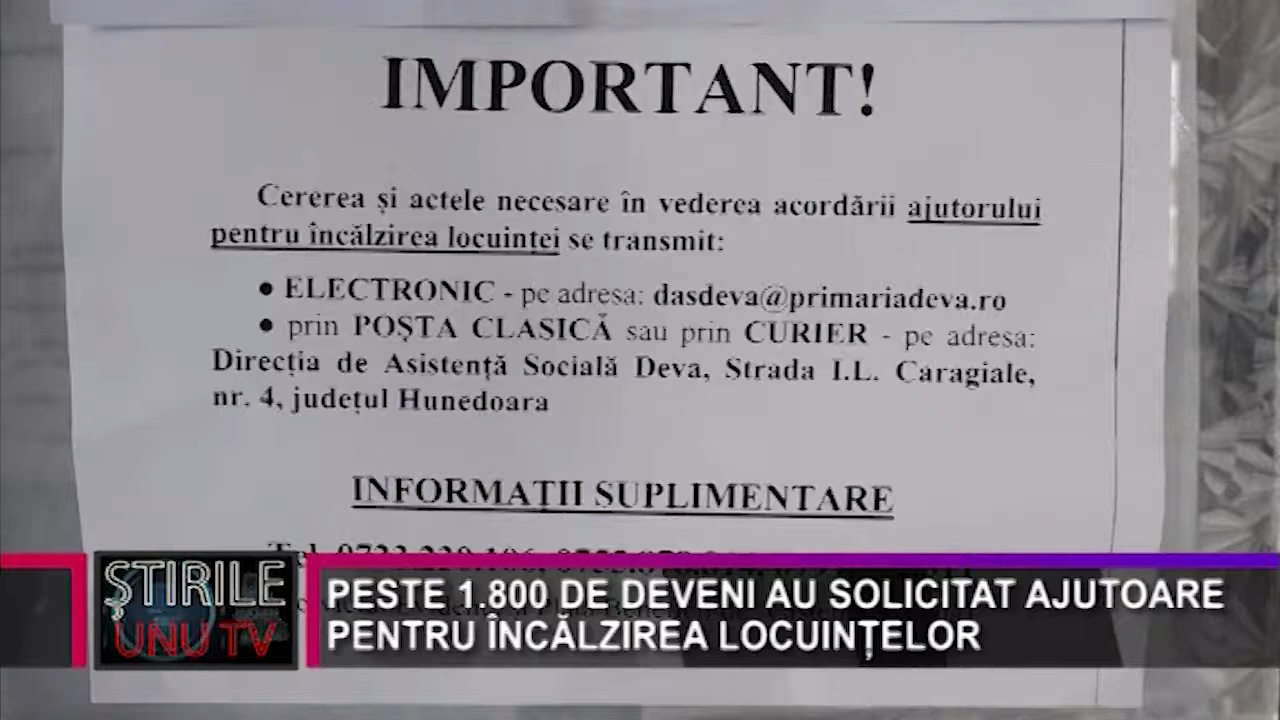 IMPORTANT!
Cererea și actele necesare în vederea acordării ajutorului
pentru încălzirea locuinței se transmit:
● ELECTRONIC - pe adresa: dasdeva@primariadeva.ro
● prin POȘTA CLASICĂ sau prin CURIER - pe adresa:
Direcția de Asistență Socială Deva, Strada I.L. Caragiale,
nr. 4, județul Hunedoara
INFORMAȚII SUPLIMENTARE
Tel.
ȘTIRILE
UNU TV
PESTE 1.800 DE DEVENI AU SOLICITAT AJUTOARE
PENTRU ÎNCĂLZIREA LOCUINȚELOR